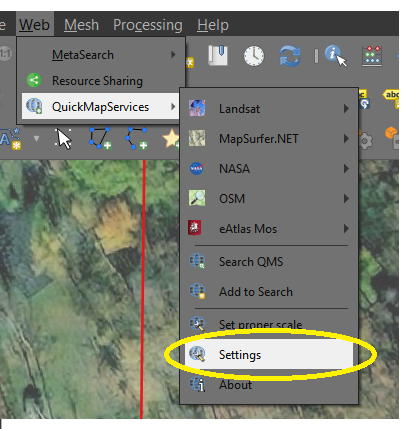 e Web Mesh Processing Help
MetaSearch
Resource Sharing
QuickMapServices
Landsat
MapSurfer.NET
NASA
OSM
eAtlas Mos
Search QMS
Add to Search
Set proper scale
Settings
About